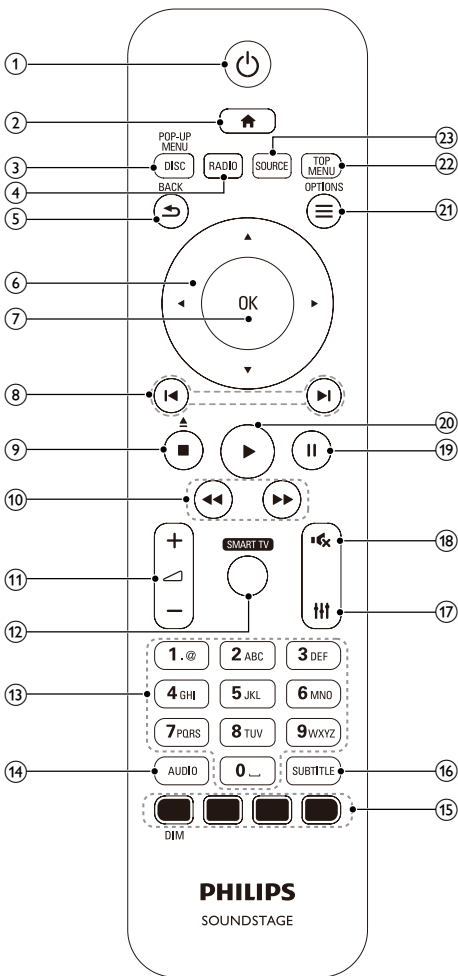 1
2
POP-UP
MENU
23
3 DISC RADIO SOURCE TOP
MENU 22
4
BACK OPTIONS
5 21
6
OK
7
8
20
9 19
10
SMART TV 18
+
11
−
12 17
1.@ 2 ABC 3 DEF
13 4 GHI 5 JKL 6 MNO
7 PQRS 8 TUV 9 WXYZ
14 AUDIO 0 SUBTITLE 16
15
DIM
PHILIPS
SOUNDSTAGE